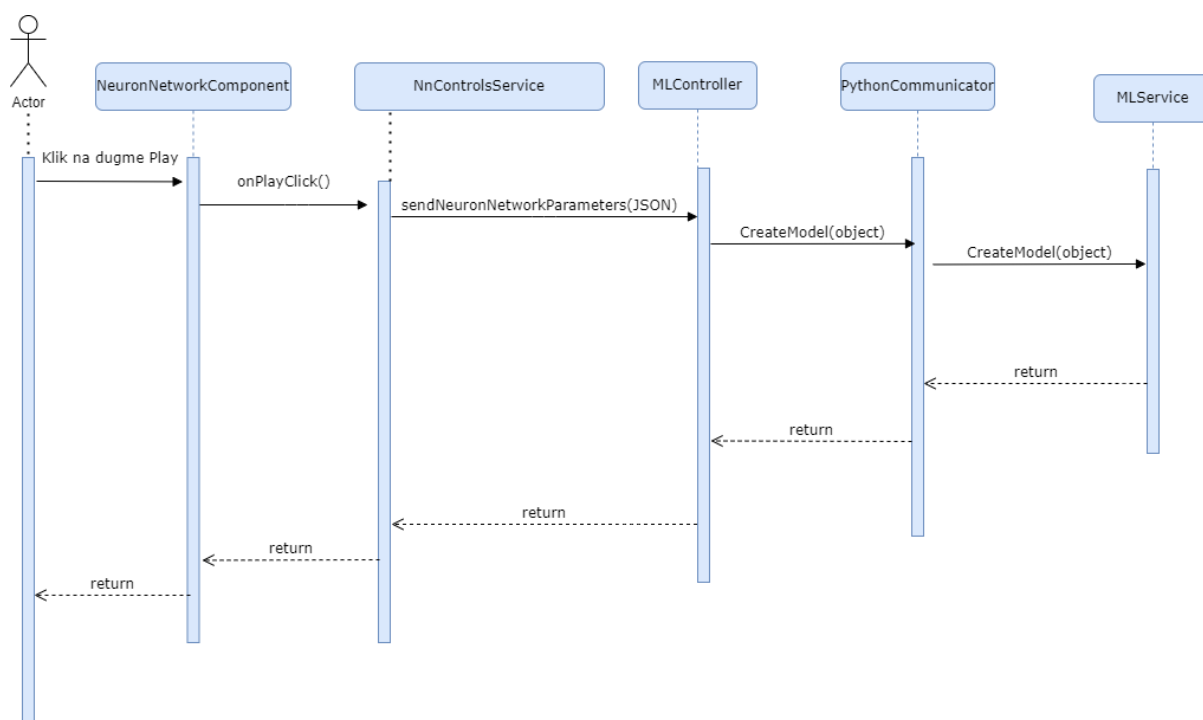 Actor
NeuronNetworkComponent
NnControlsService
MLController
PythonCommunicator
MLService
Klik na dugme Play
onPlayClick()
sendNeuronNetworkParameters(JSON)
CreateModel(object)
CreateModel(object)
return
return
return
return
return